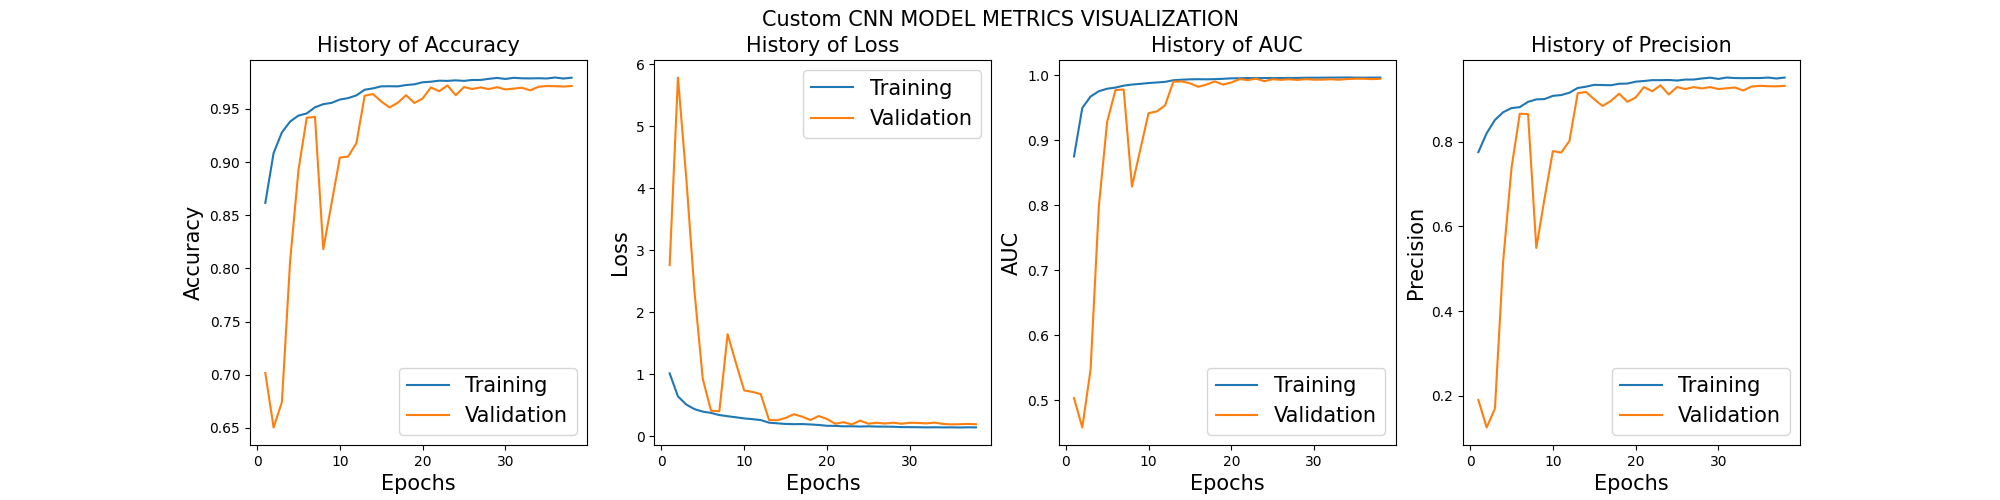 Custom CNN MODEL METRICS VISUALIZATION
History of Accuracy
Accuracy
0.95
0.90
0.85
0.80
0.75
0.70
0.65
Training
Validation
0
10
20
30
Epochs
History of Loss
Loss
6
5
4
3
2
1
0
Training
Validation
0
10
20
30
Epochs
History of AUC
AUC
1.0
0.9
0.8
0.7
0.6
0.5
Training
Validation
0
10
20
30
Epochs
History of Precision
Precision
0.8
0.6
0.4
0.2
Training
Validation
0
10
20
30
Epochs